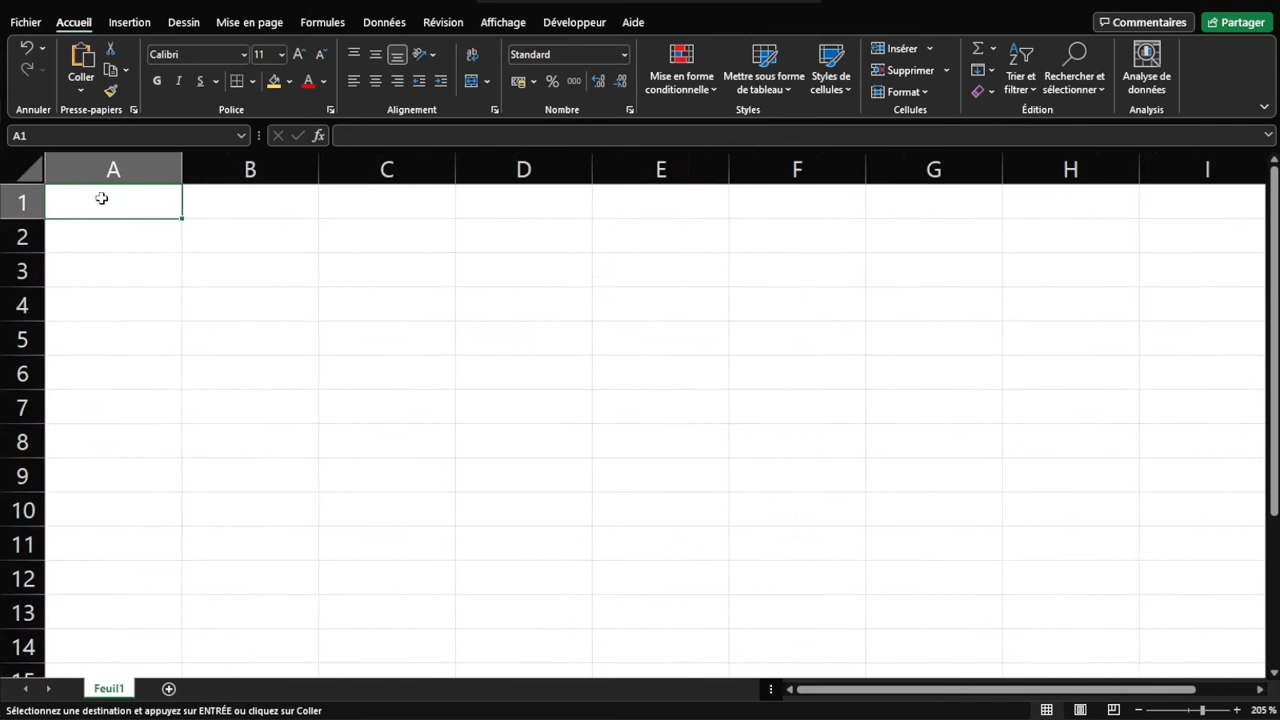 Fichier Accueil Insertion Dessin Mise en page Formules Données Révision Affichage Développeur Aide Commentaires Partager
Coller
Calibri 11
Standard
G I S
% 000
Mise en forme conditionnelle
Mettre sous forme de tableau
Styles de cellules
Insérer
Supprimer
Format
Trier et filtrer
Rechercher et sélectionner
Analyse de données
Annuler Presse-papiers Police Alignement Nombre Styles Cellules Édition Analysis
A1 fx
A B C D E F G H I
1
2
3
4
5
6
7
8
9
10
11
12
13
14
15
Feuil1
Sélectionnez une destination et appuyez sur ENTRÉE ou cliquez sur Coller 205 %